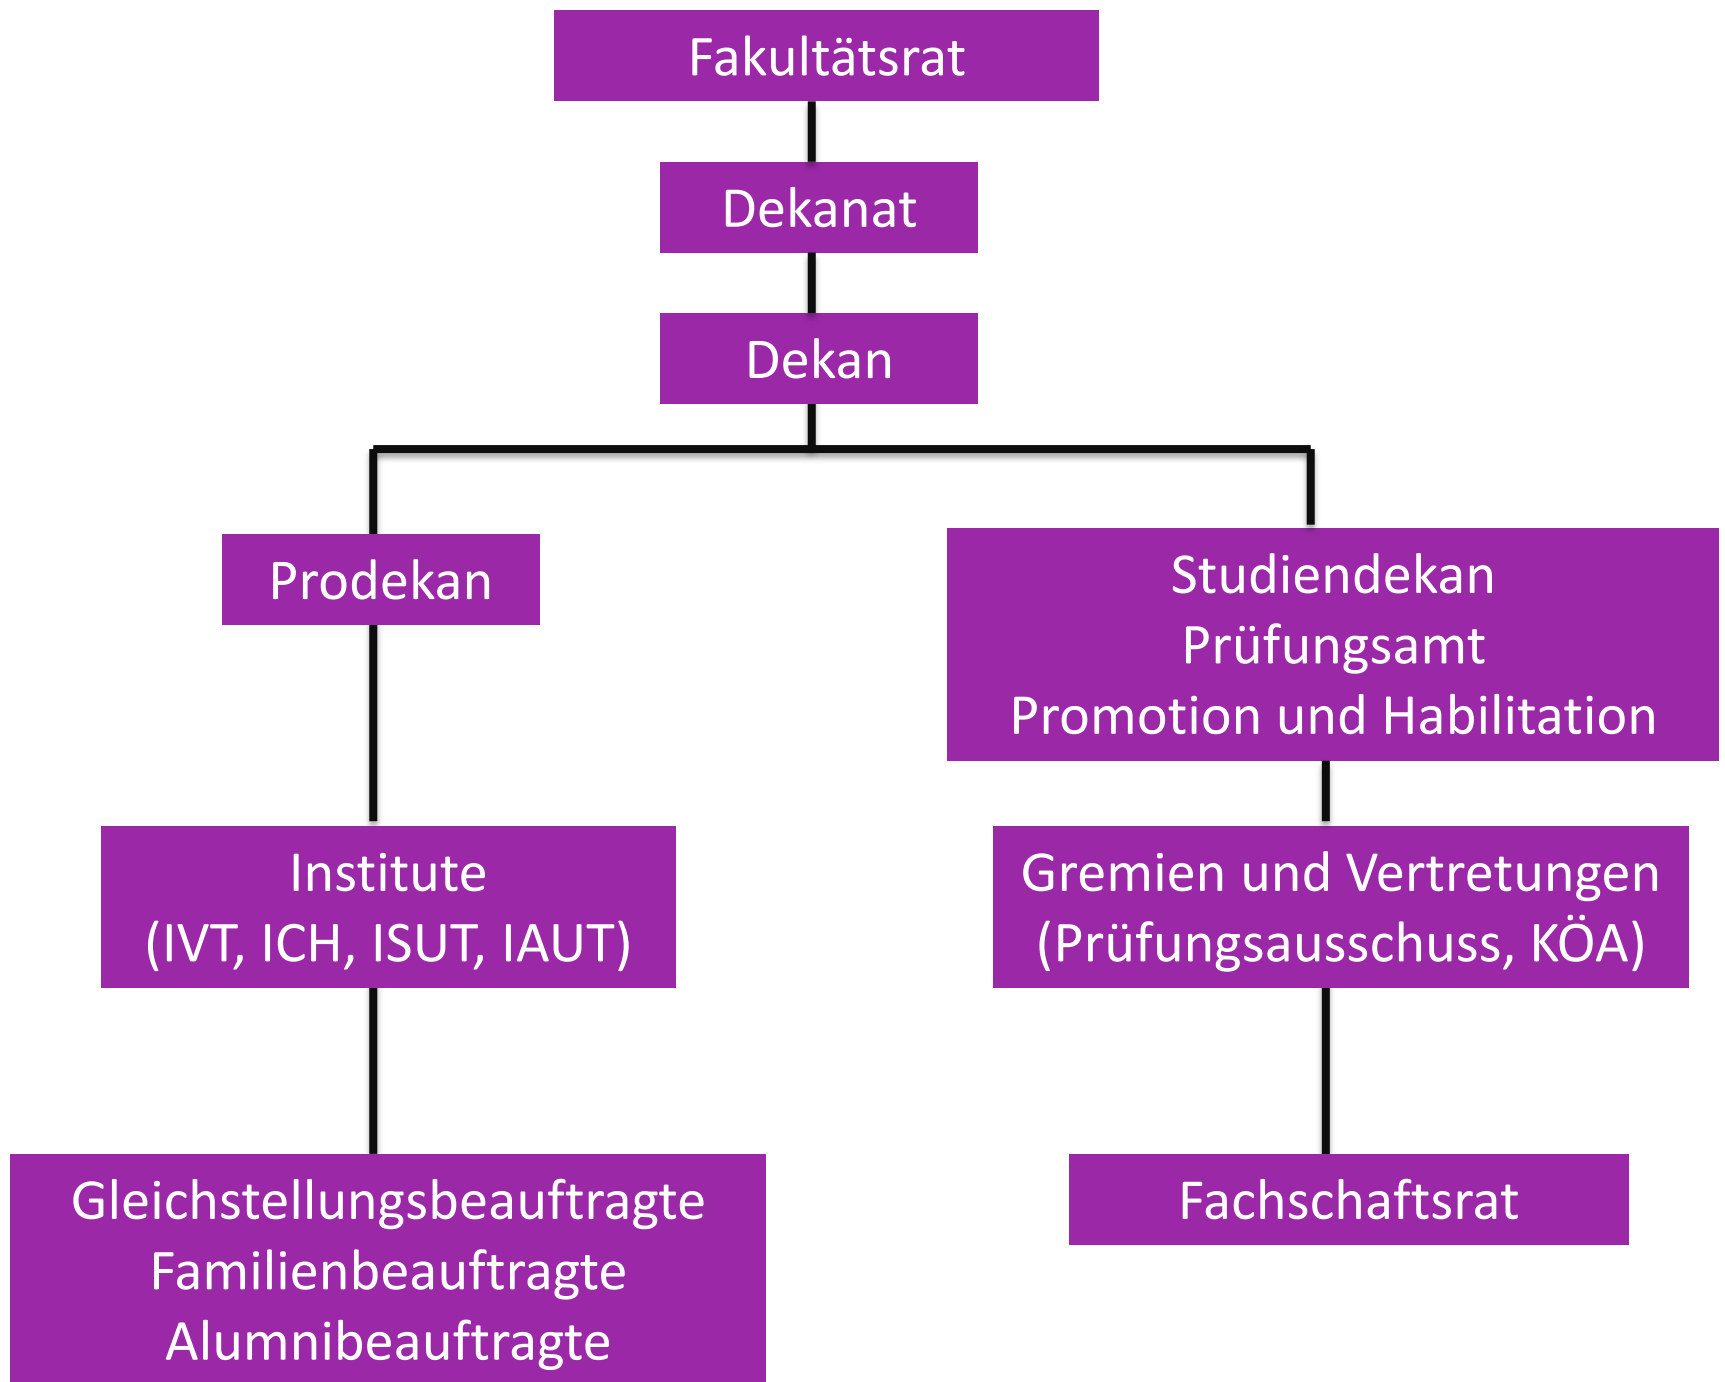 Fakultätsrat
Dekanat
Dekan
Prodekan
Studiendekan
Prüfungsamt
Promotion und Habilitation
Institute
(IVT, ICH, ISUT, IAUT)
Gremien und Vertretungen
(Prüfungsausschuss, KÖA)
Gleichstellungsbeauftragte
Familienbeauftragte
Alumnibeauftragte
Fachschaftsrat